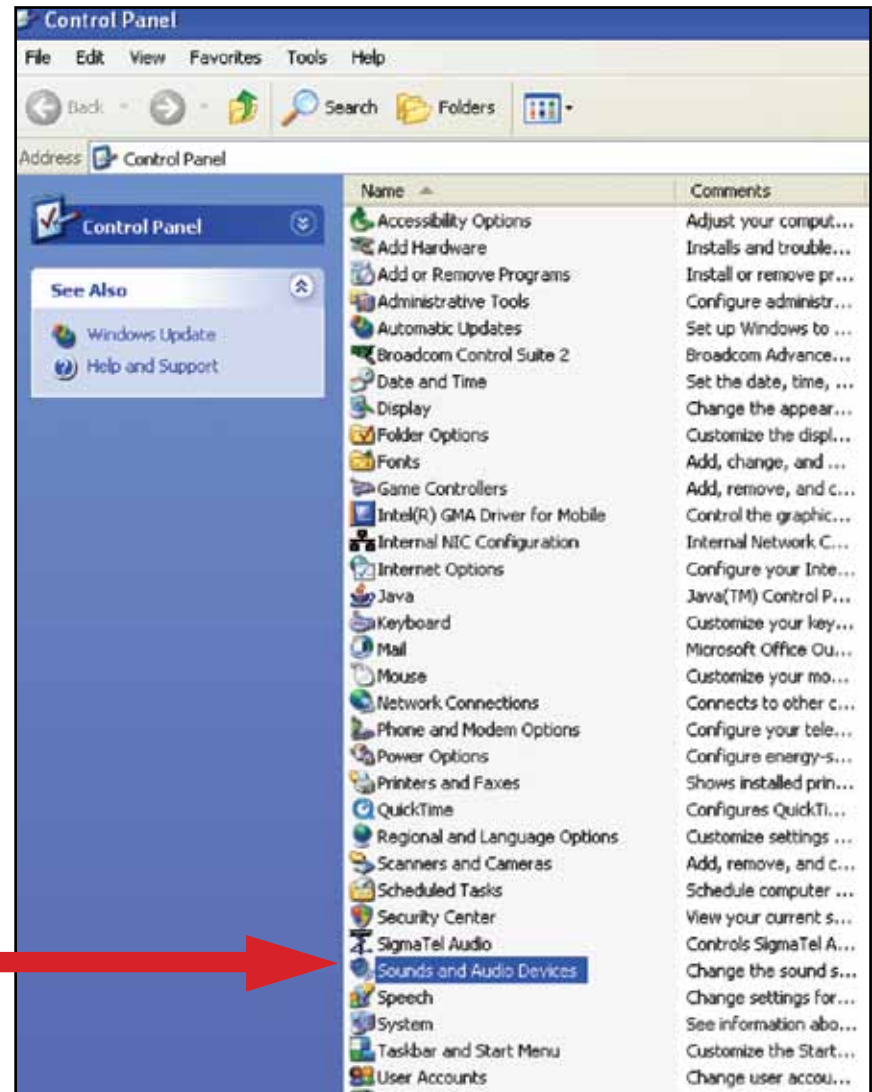 Control Panel
File Edit View Favorites Tools Help
Back Search Folders
Address Control Panel
Control Panel
See Also
Windows Update
Help and Support
Name Comments
Accessibility Options Adjust your comput...
Add Hardware Installs and trouble...
Add or Remove Programs Install or remove pr...
Administrative Tools Configure administr...
Automatic Updates Set up Windows to ...
Broadcom Control Suite 2 Broadcom Advance...
Date and Time Set the date, time, ...
Display Change the appear...
Folder Options Customize the displ...
Fonts Add, change, and ...
Game Controllers Add, remove, and c...
Intel(R) GMA Driver for Mobile Control the graphic...
Internal NIC Configuration Internal Network C...
Internet Options Configure your Inte...
Java Java(TM) Control P...
Keyboard Customize your key...
Mail Microsoft Office Ou...
Mouse Customize your mo...
Network Connections Connects to other c...
Phone and Modem Options Configure your tele...
Power Options Configure energy-s...
Printers and Faxes Shows installed prin...
QuickTime Configures QuickTi...
Regional and Language Options Customize settings ...
Scanners and Cameras Add, remove, and c...
Scheduled Tasks Schedule computer ...
Security Center View your current s...
SigmaTel Audio Controls SigmaTel A...
Sounds and Audio Devices Change the sound s...
Speech Change settings for...
System See information abo...
Taskbar and Start Menu Customize the Start...
User Accounts Change user accou...